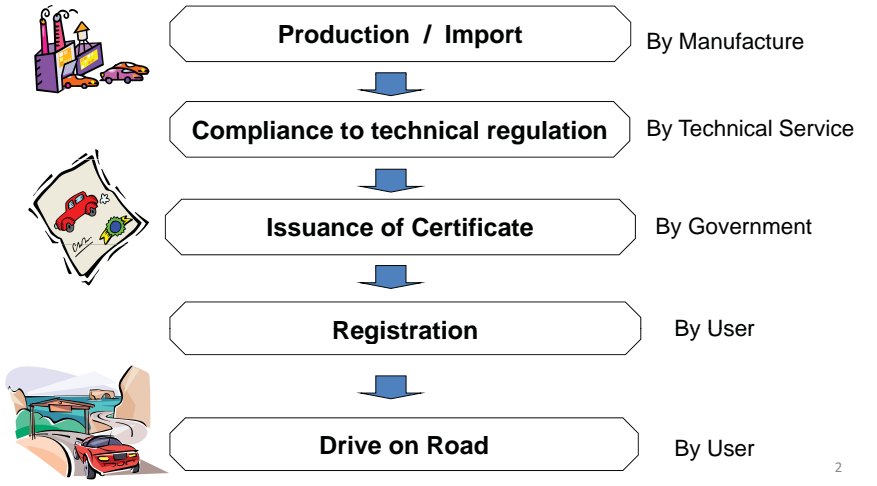 Production / Import
By Manufacture
Compliance to technical regulation
By Technical Service
Issuance of Certificate
By Government
Registration
By User
Drive on Road
By User
2